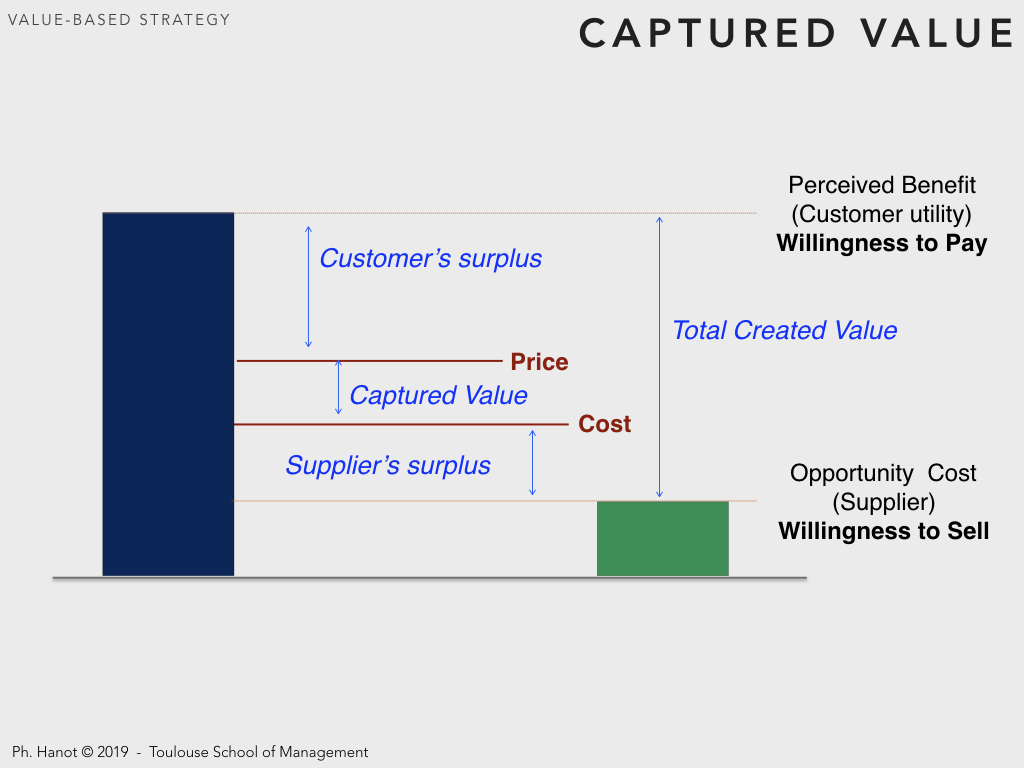 VALUE-BASED STRATEGY
CAPTURED VALUE
Perceived Benefit
(Customer utility)
Willingness to Pay
Customer’s surplus
Total Created Value
Price
Captured Value
Cost
Supplier’s surplus
Opportunity  Cost
(Supplier)
Willingness to Sell
Ph. Hanot © 2019  -  Toulouse School of Management